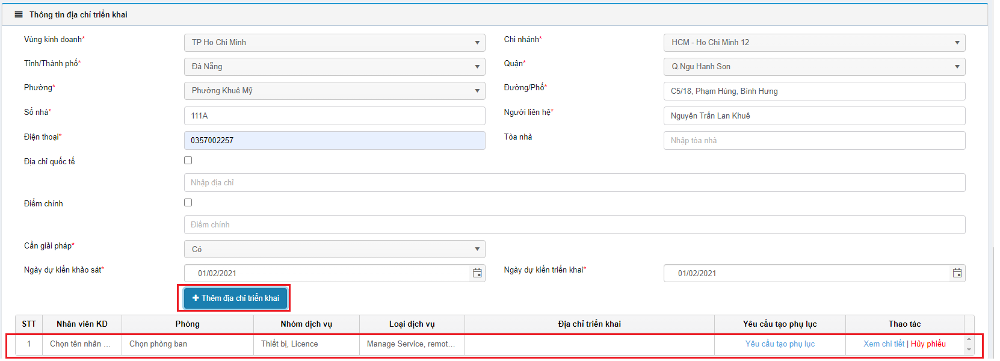 Thông tin địa chỉ triển khai
Vùng kinh doanh* TP Ho Chi Minh Chi nhánh* HCM - Ho Chi Minh 12
Tỉnh/Thành phố* Đà Nẵng Quận* Q.Ngu Hanh Son
Phường* Phường Khuê Mỹ Đường/Phố* C5/18, Phạm Hùng, Bình Hưng
Số nhà* 111A Người liên hệ* Nguyên Trần Lan Khuê
Điện thoại* 0357002257 Tòa nhà Nhập tòa nhà
Địa chỉ quốc tế
Nhập địa chỉ
Điểm chính
Điểm chính
Cần giải pháp* Có
Ngày dự kiến khảo sát* 01/02/2021 Ngày dự kiến triển khai* 01/02/2021
+ Thêm địa chỉ triển khai
STT Nhân viên KD Phòng Nhóm dịch vụ Loại dịch vụ Địa chỉ triển khai Yêu cầu tạo phụ lục Thao tác
1 Chọn tên nhân ... Chọn phòng ban Thiết bị, Licence Manage Service, remot... Yêu cầu tạo phụ lục Xem chi tiết | Hủy phiếu